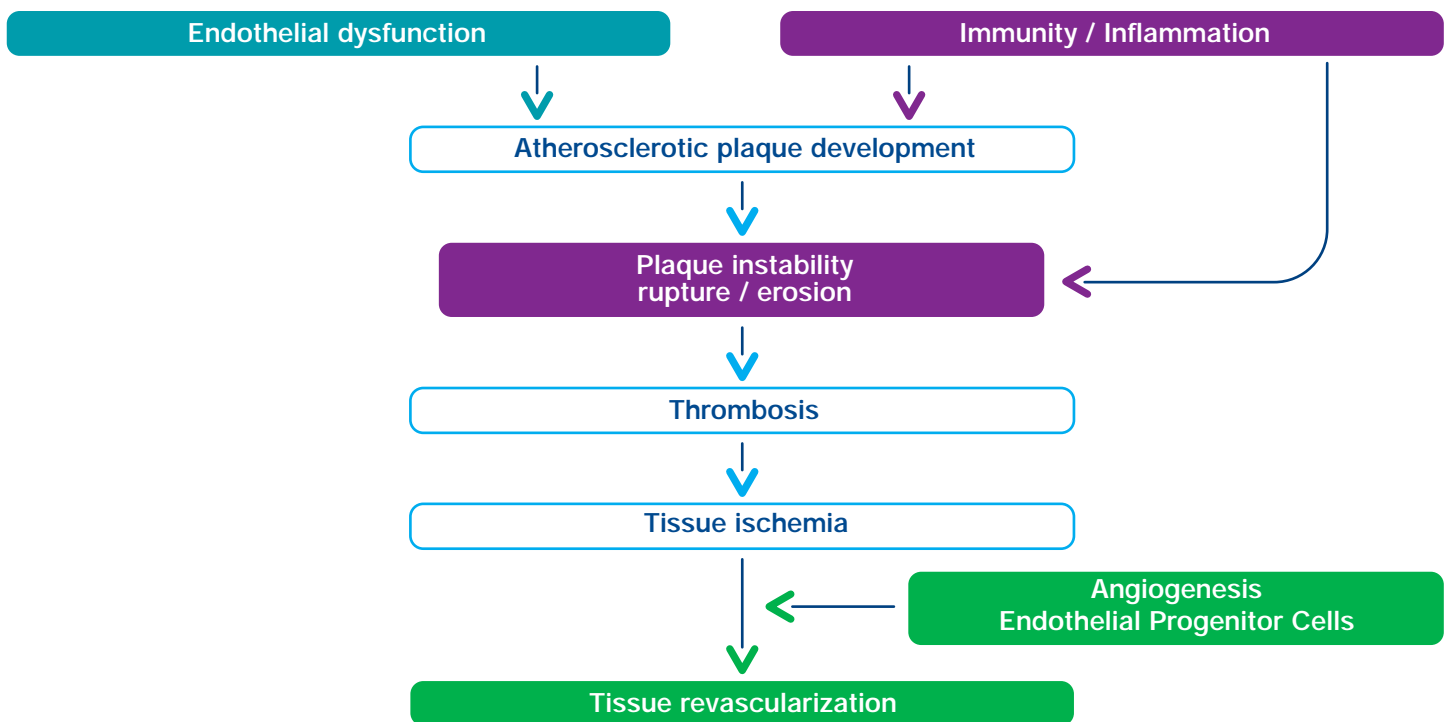 Endothelial dysfunction
Immunity / Inflammation
Atherosclerotic plaque development
Plaque instability
rupture / erosion
Thrombosis
Tissue ischemia
Angiogenesis
Endothelial Progenitor Cells
Tissue revascularization